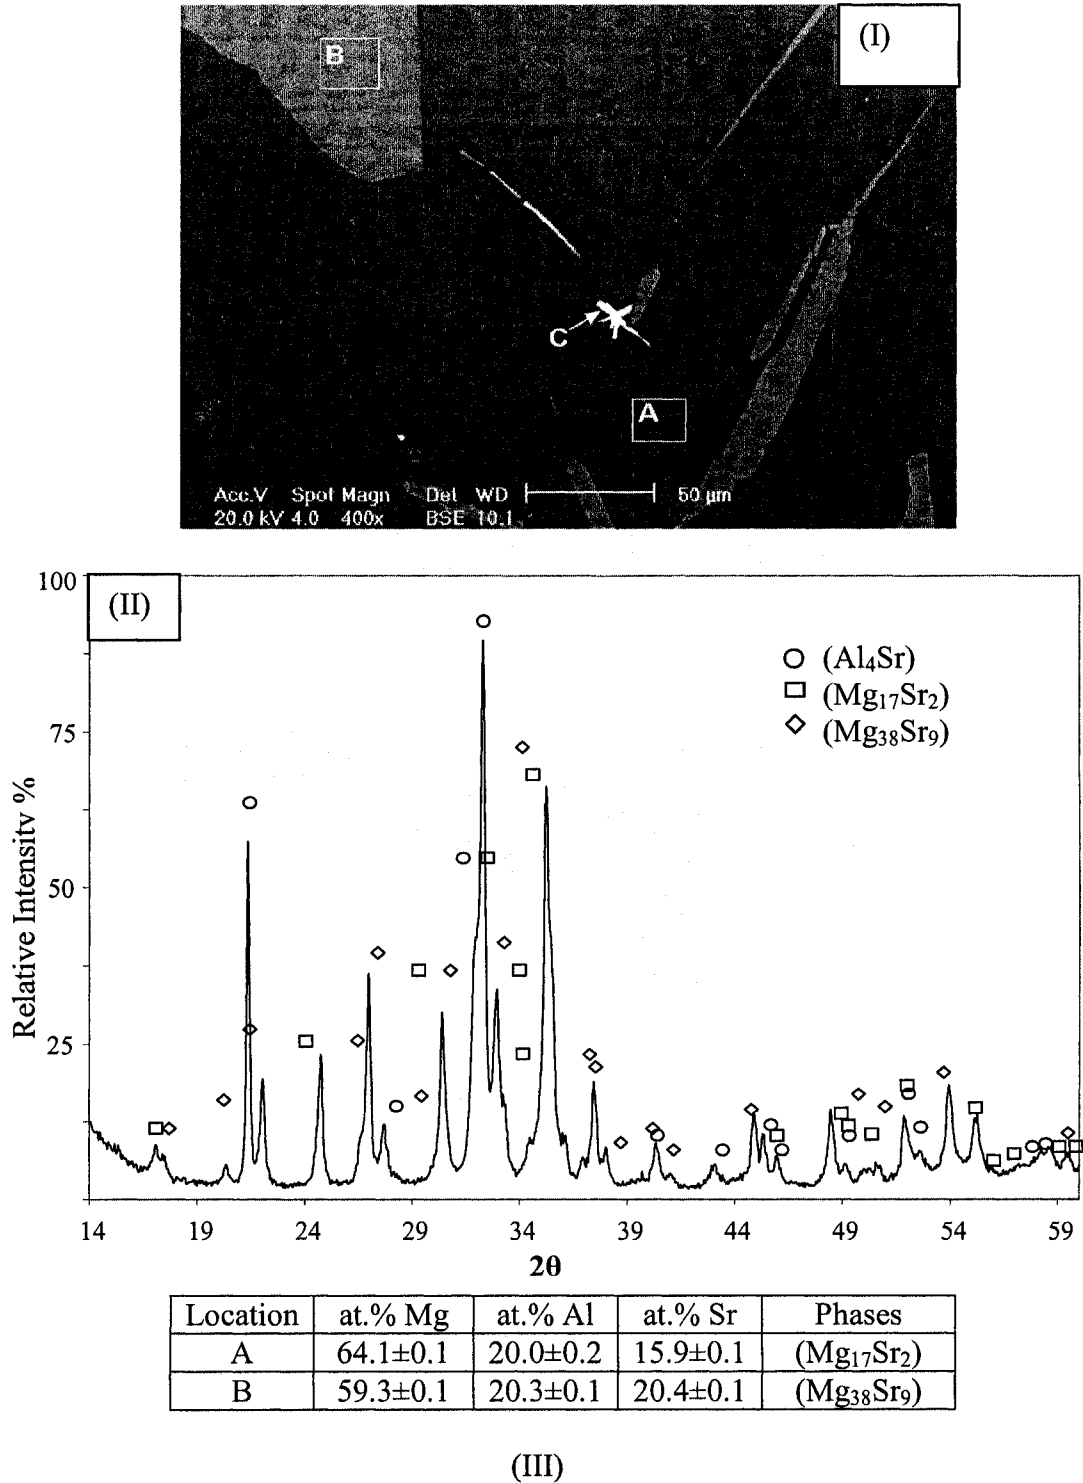 (I)
B
C
A
Acc.V Spot Magn Det WD 50 µm
20.0 kV 4.0 400x BSE 10.1
(II)
100
75
50
25
Relative Intensity %
(Al₄Sr)
(Mg₁₇Sr₂)
(Mg₃₈Sr₉)
14 19 24 29 34 39 44 49 54 59
2θ
Location at.% Mg at.% Al at.% Sr Phases
A 64.1±0.1 20.0±0.2 15.9±0.1 (Mg₁₇Sr₂)
B 59.3±0.1 20.3±0.1 20.4±0.1 (Mg₃₈Sr₉)
(III)